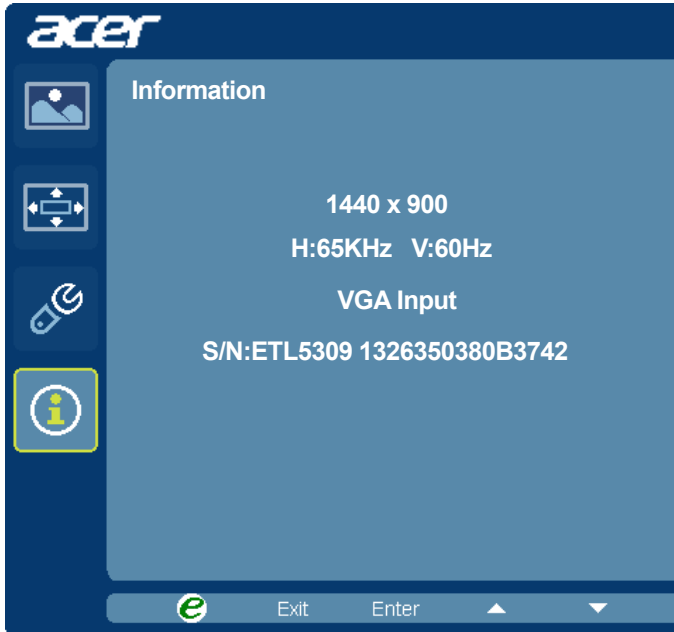 acer
Information
1440 x 900
H:65KHz V:60Hz
VGA Input
S/N:ETL5309 1326350380B3742
e Exit Enter